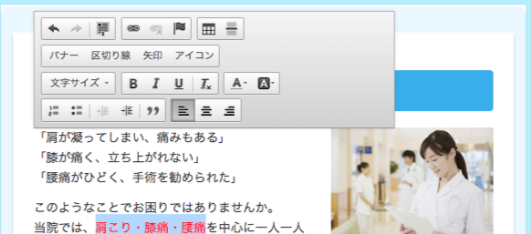 バナー 区切り線 矢印 アイコン
文字サイズ B I U Tx A A
「肩が凝ってしまい、痛みもある」
「膝が痛く、立ち上がれない」
「腰痛がひどく、手術を勧められた」
このようなことでお困りではありませんか。
当院では、肩こり・膝痛・腰痛を中心に一人一人